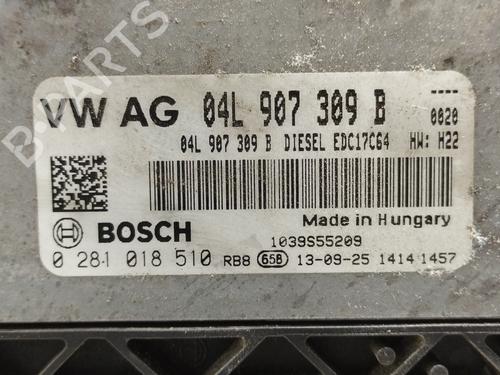 B-PARTS
VW AG 04L 907 309 B
----
0020
04L 907 309 B DIESEL EDC17C64 HW: H22
BOSCH
Made in Hungary
1039S55209
0 281 018 510 RB8 658 13-09-25 1414 1457